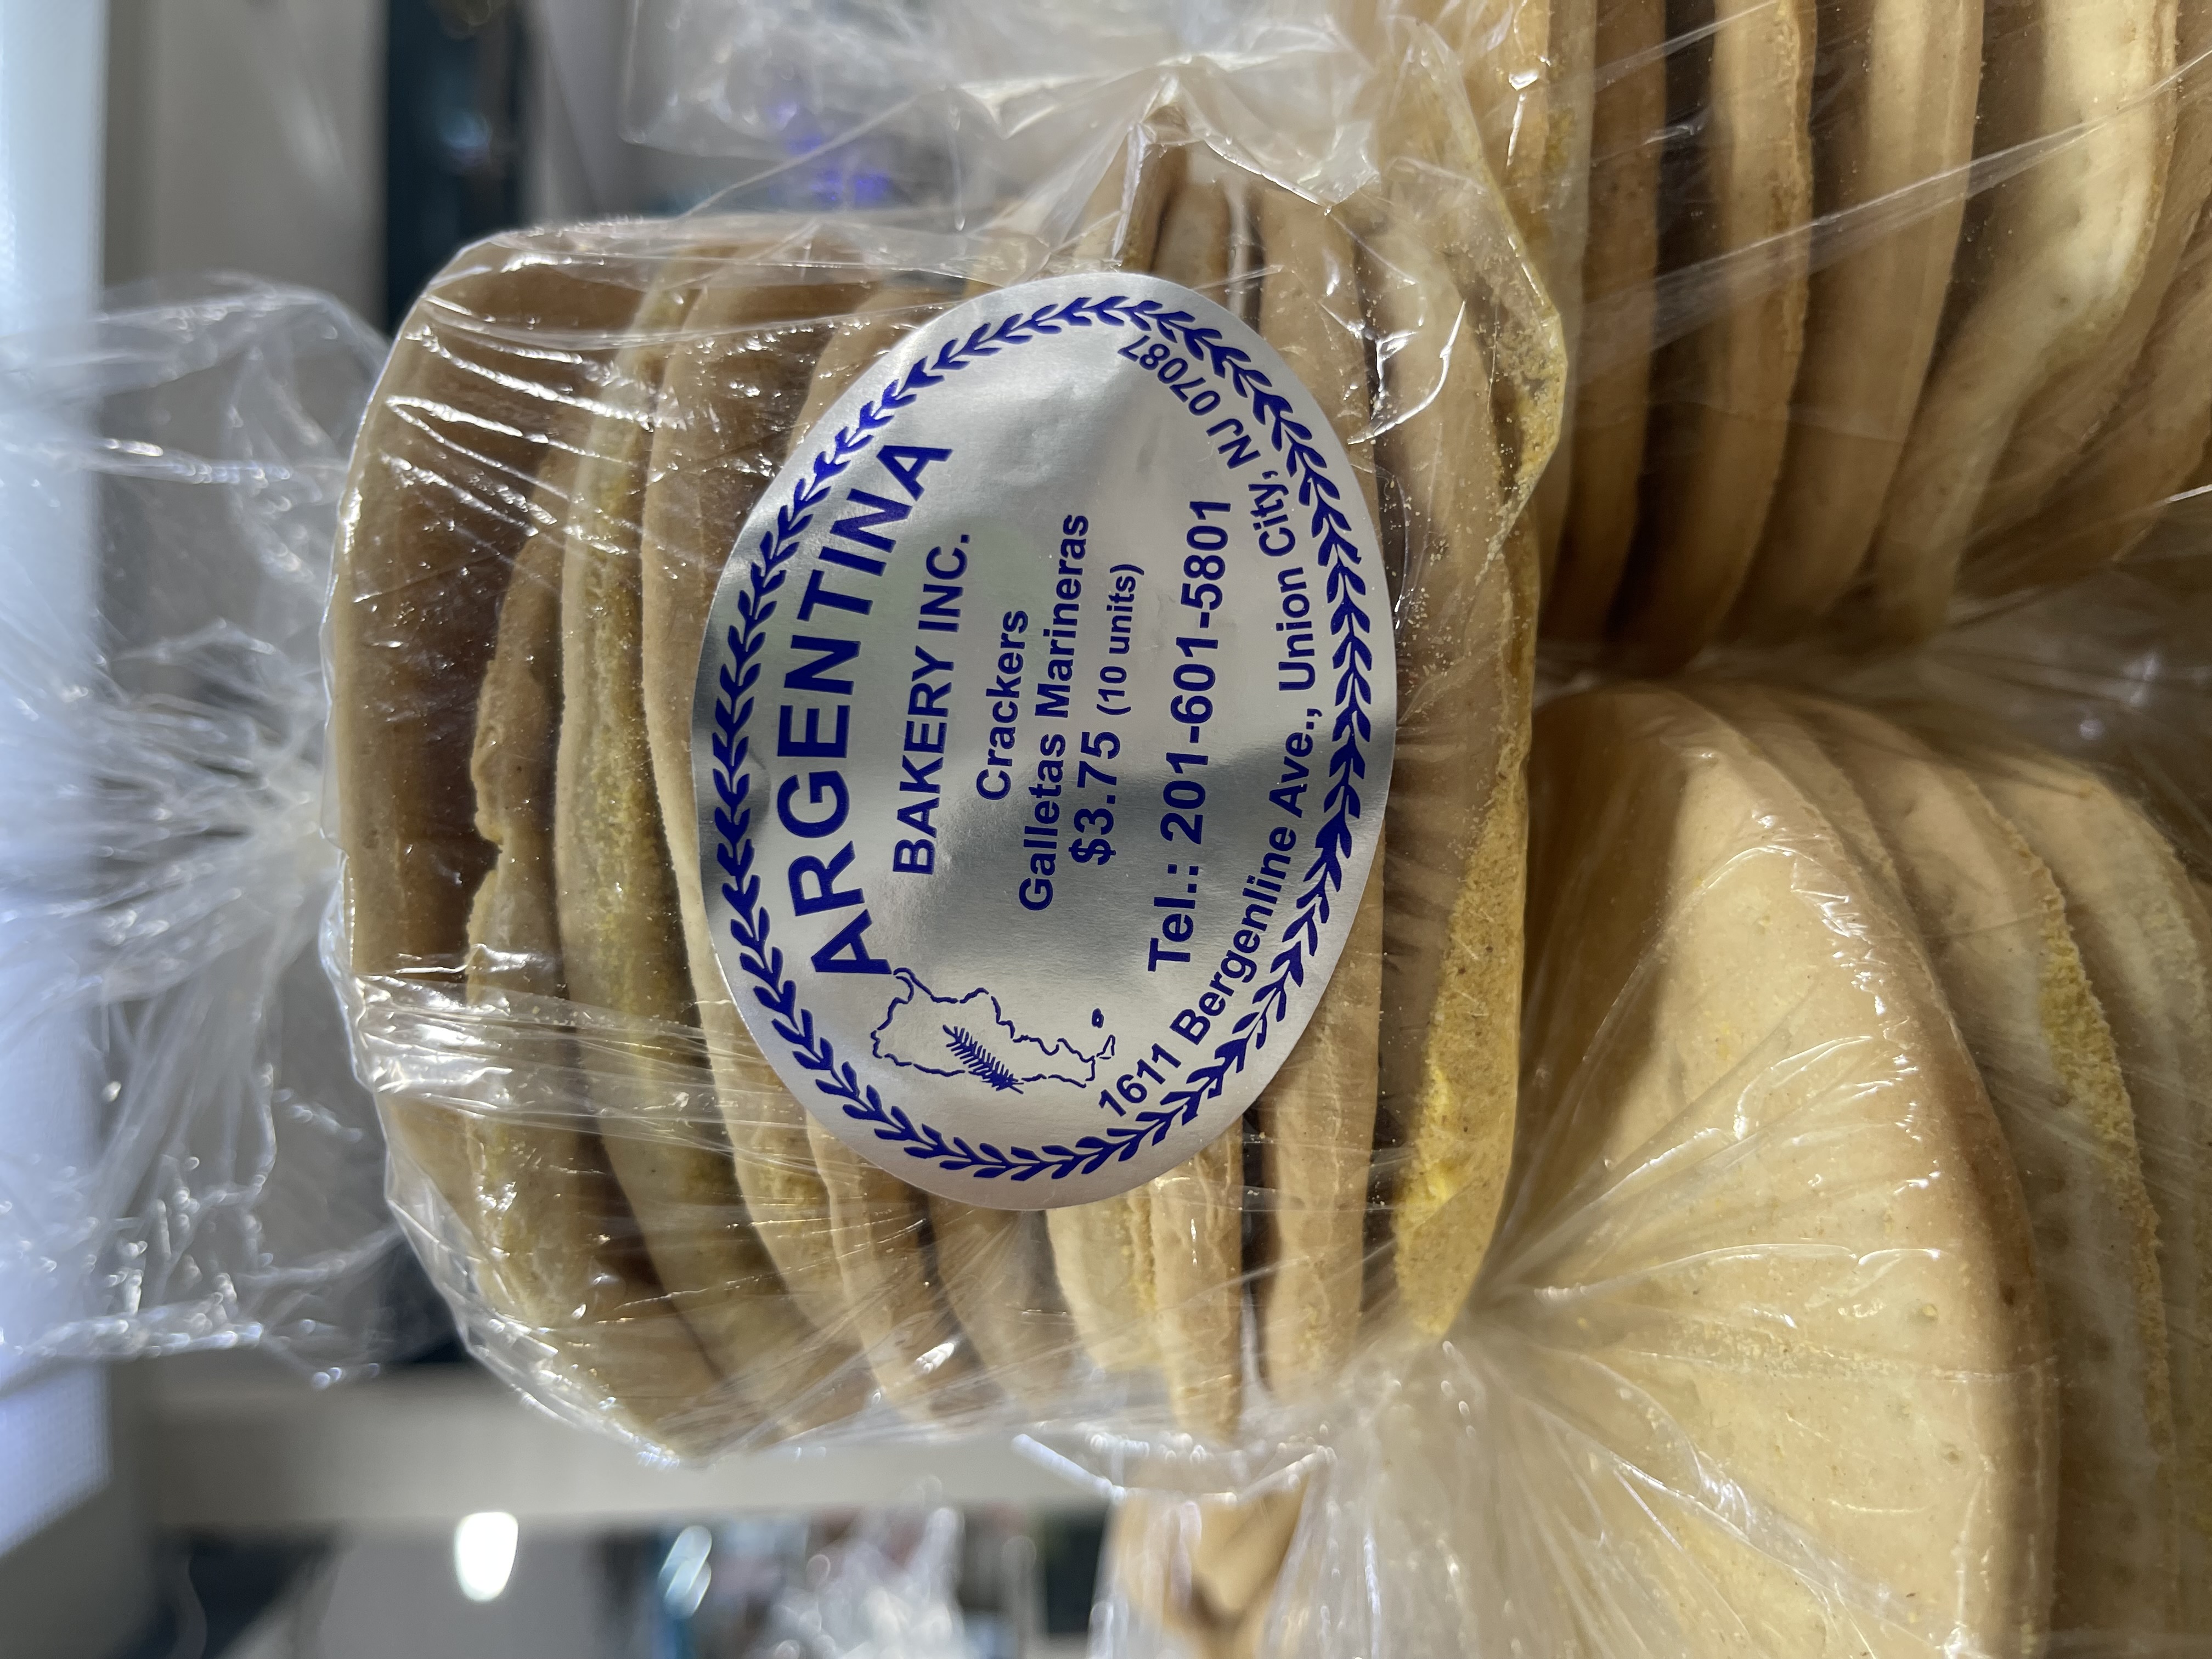 ARGENTINA
BAKERY INC.
Crackers
Galletas Marineras
$3.75 (10 units)
Tel.: 201-601-5801
1611 Bergenline Ave., Union City, NJ 07087